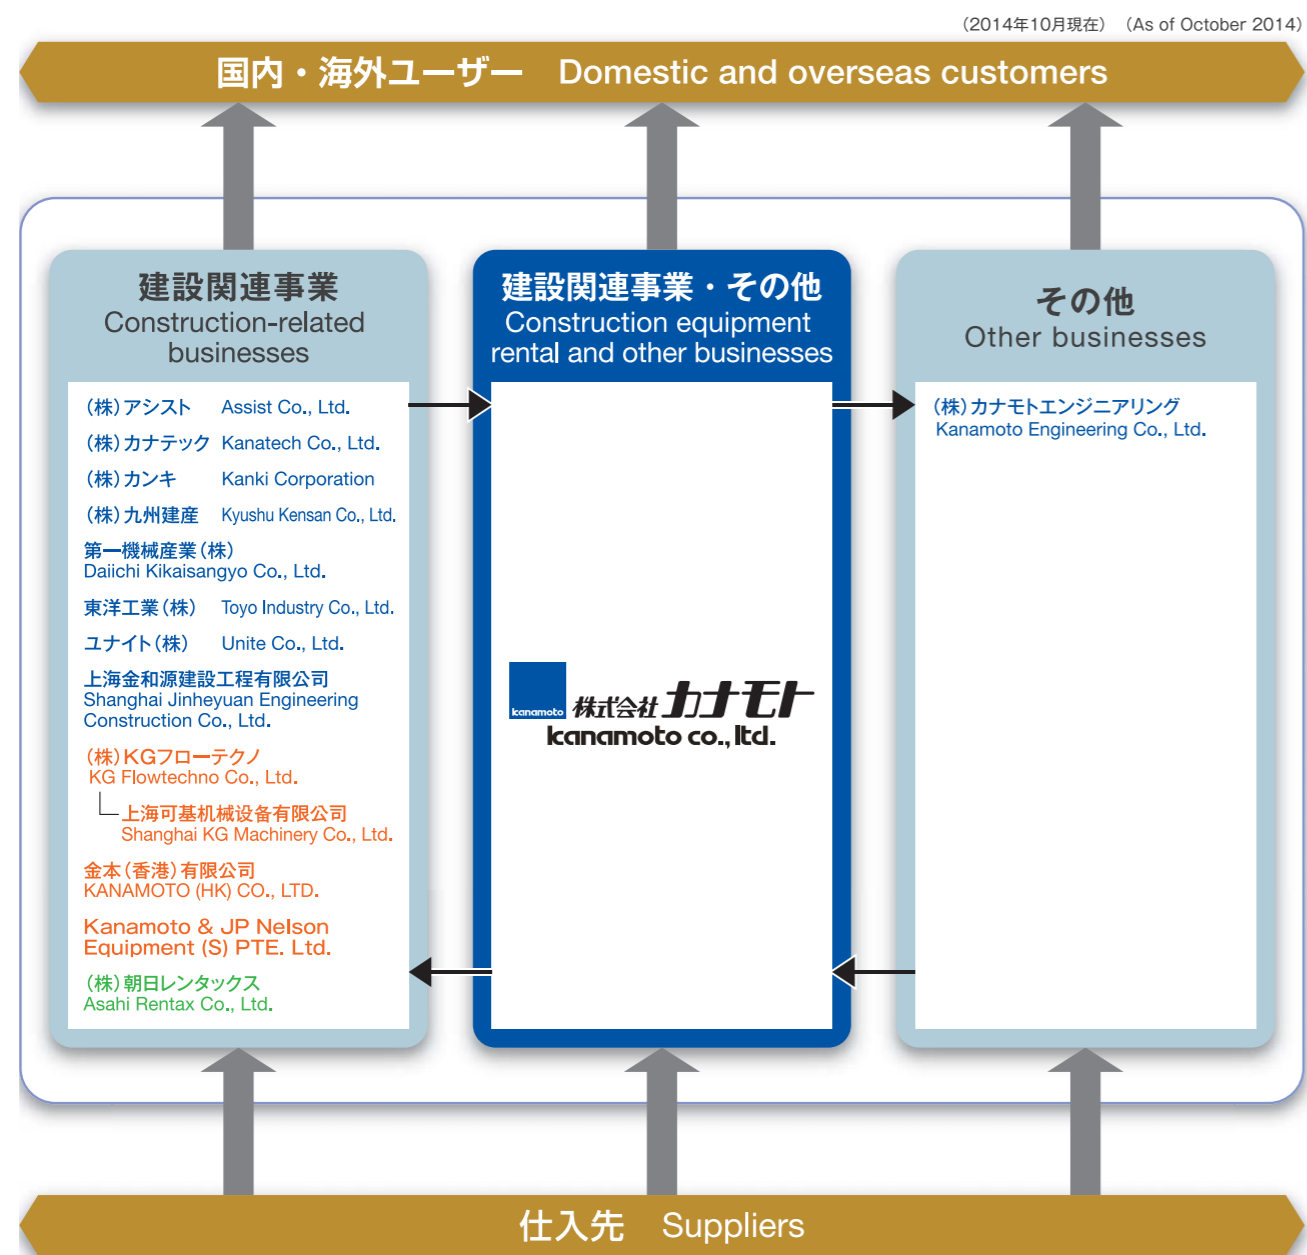 （2014年10月現在）（As of October 2014）
国内・海外ユーザー Domestic and overseas customers
建設関連事業
Construction-related
businesses
（株）アシスト Assist Co., Ltd.
（株）カナテック Kanatech Co., Ltd.
（株）カンキ Kanki Corporation
（株）九州建産 Kyushu Kensan Co., Ltd.
第一機械産業（株）
Daiichi Kikaisangyo Co., Ltd.
東洋工業（株） Toyo Industry Co., Ltd.
ユナイト（株） Unite Co., Ltd.
上海金和源建設工程有限公司
Shanghai Jinheyuan Engineering
Construction Co., Ltd.
（株）KGフローテクノ
KG Flowtechno Co., Ltd.
上海可基机械设备有限公司
Shanghai KG Machinery Co., Ltd.
金本（香港）有限公司
KANAMOTO (HK) CO., LTD.
Kanamoto & JP Nelson
Equipment (S) PTE. Ltd.
（株）朝日レンタックス
Asahi Rentax Co., Ltd.
建設関連事業・その他
Construction equipment
rental and other businesses
kanamoto 株式会社 カナモト
kanamoto co., ltd.
その他
Other businesses
（株）カナモトエンジニアリング
Kanamoto Engineering Co., Ltd.
仕入先 Suppliers